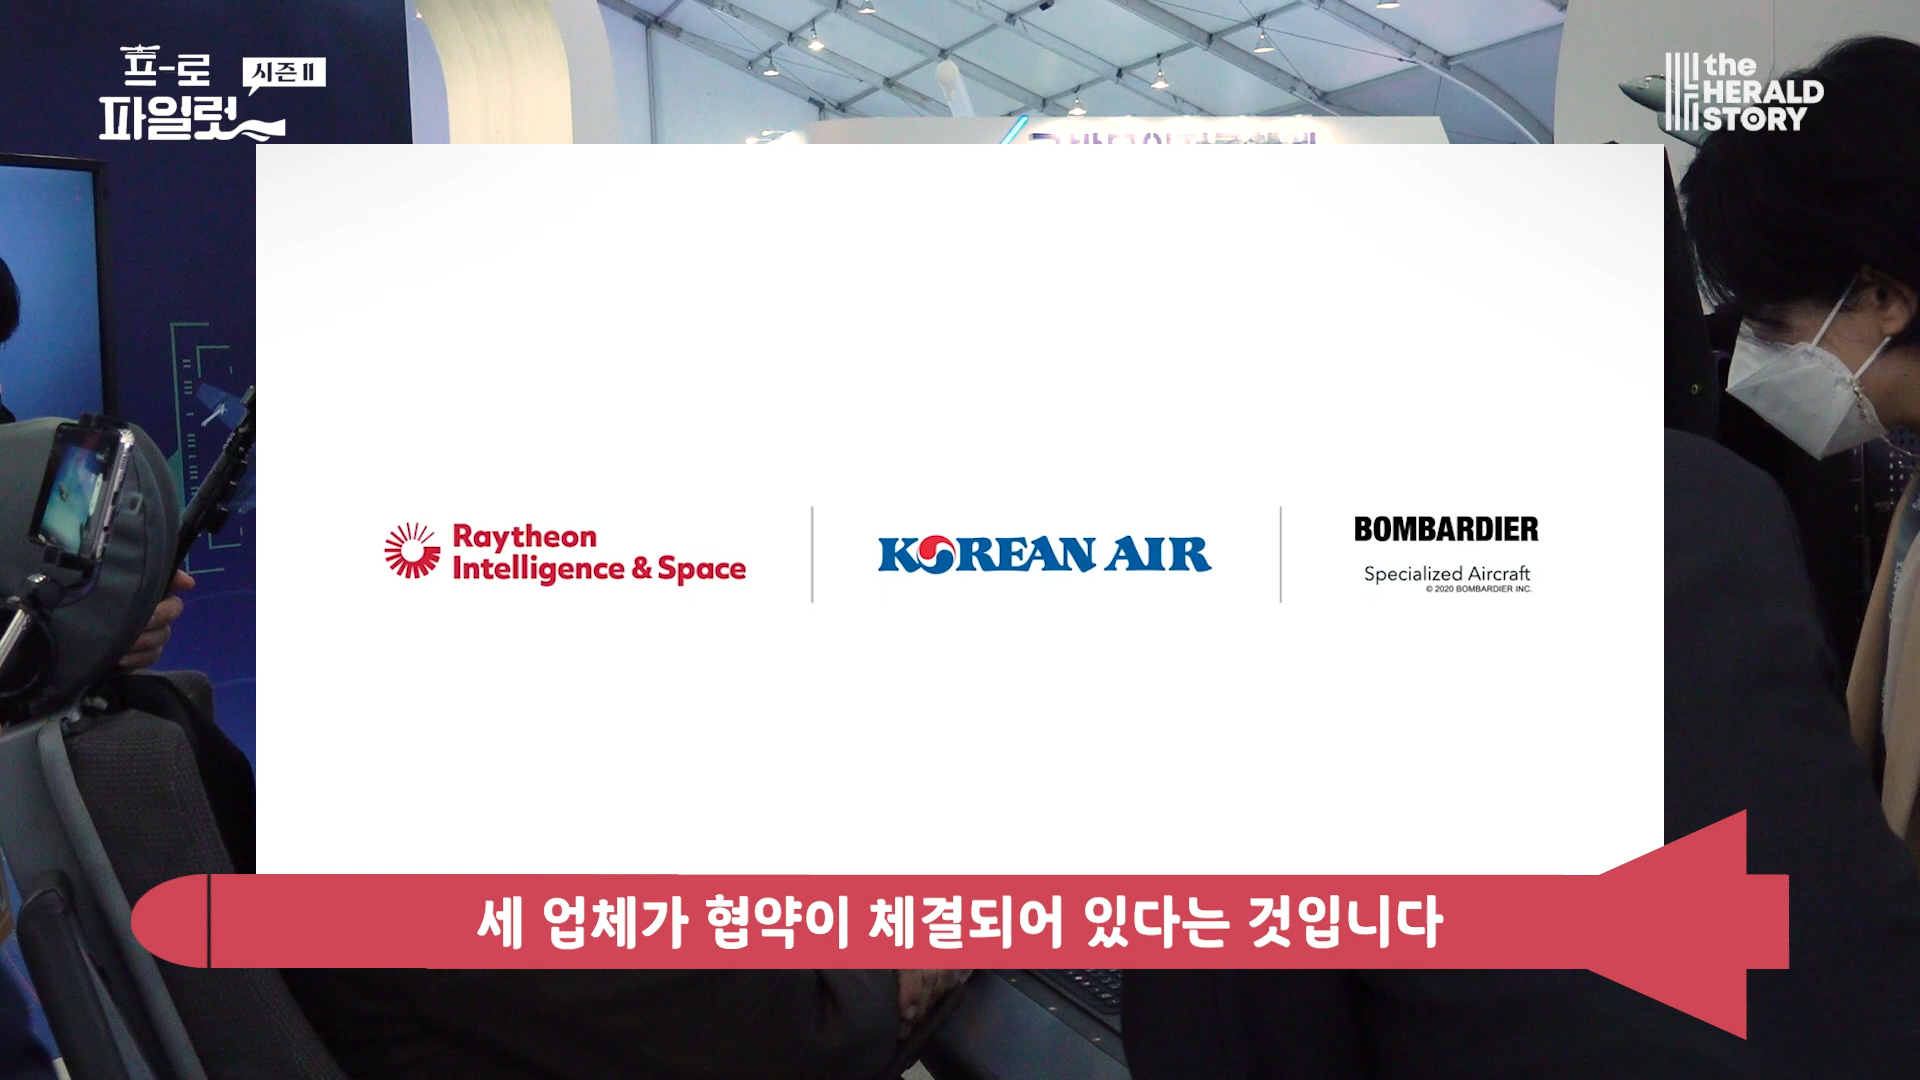 프-로
파일럿
시즌 II
the
HERALD
STORY
Raytheon
Intelligence & Space
KOREAN AIR
BOMBARDIER
Specialized Aircraft
© 2020 BOMBARDIER INC.
세 업체가 협약이 체결되어 있다는 것입니다